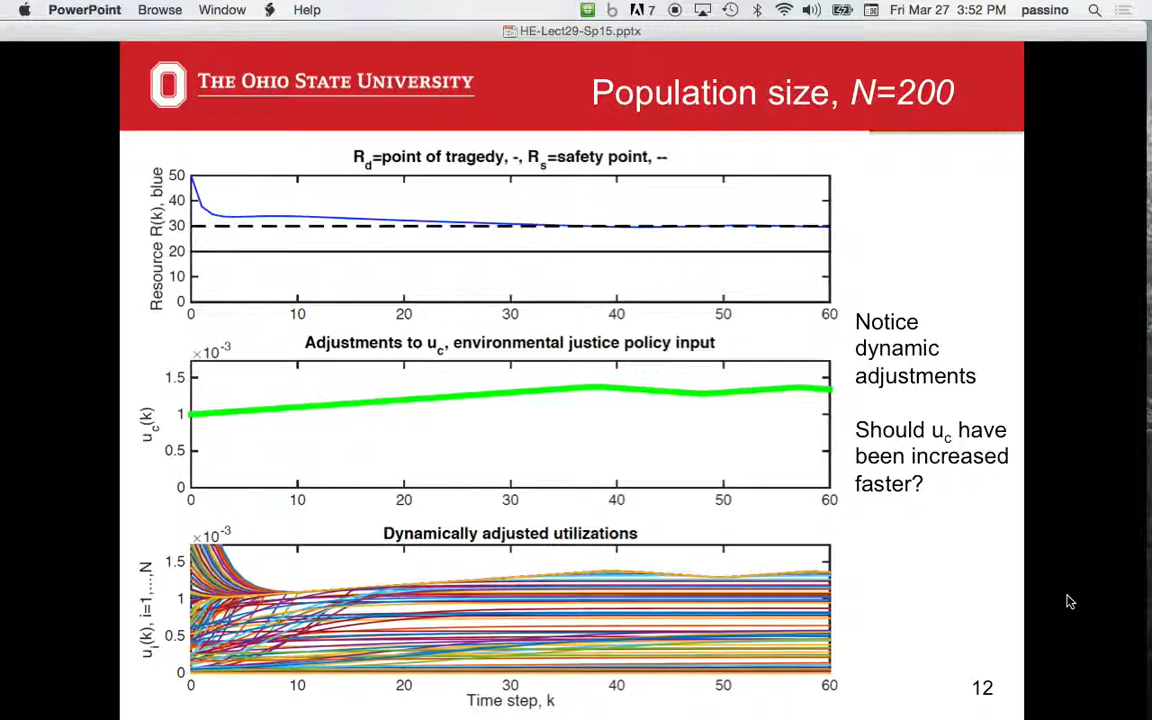 PowerPoint Browse Window Help 7 Fri Mar 27 3:52 PM passino
HE-Lect29-Sp15.pptx
THE OHIO STATE UNIVERSITY
Population size, N=200
Rd=point of tragedy, -, Rs=safety point, --
Resource R(k), blue
50
40
30
20
10
0
0 10 20 30 40 50 60
Adjustments to uc, environmental justice policy input
×10-3
uc(k)
1.5
1
0.5
0
0 10 20 30 40 50 60
Notice
dynamic
adjustments
Should uc have
been increased
faster?
Dynamically adjusted utilizations
×10-3
ui(k), i=1,...,N
1.5
1
0.5
0
0 10 20 30 40 50 60
Time step, k
12